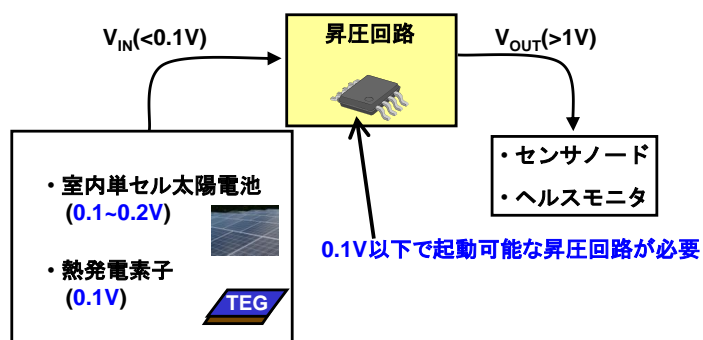 V_IN(<0.1V)
昇圧回路
V_OUT(>1V)
・室内単セル太陽電池
(0.1~0.2V)
・熱発電素子
(0.1V)
TEG
・センサノード
・ヘルスモニタ
0.1V以下で起動可能な昇圧回路が必要